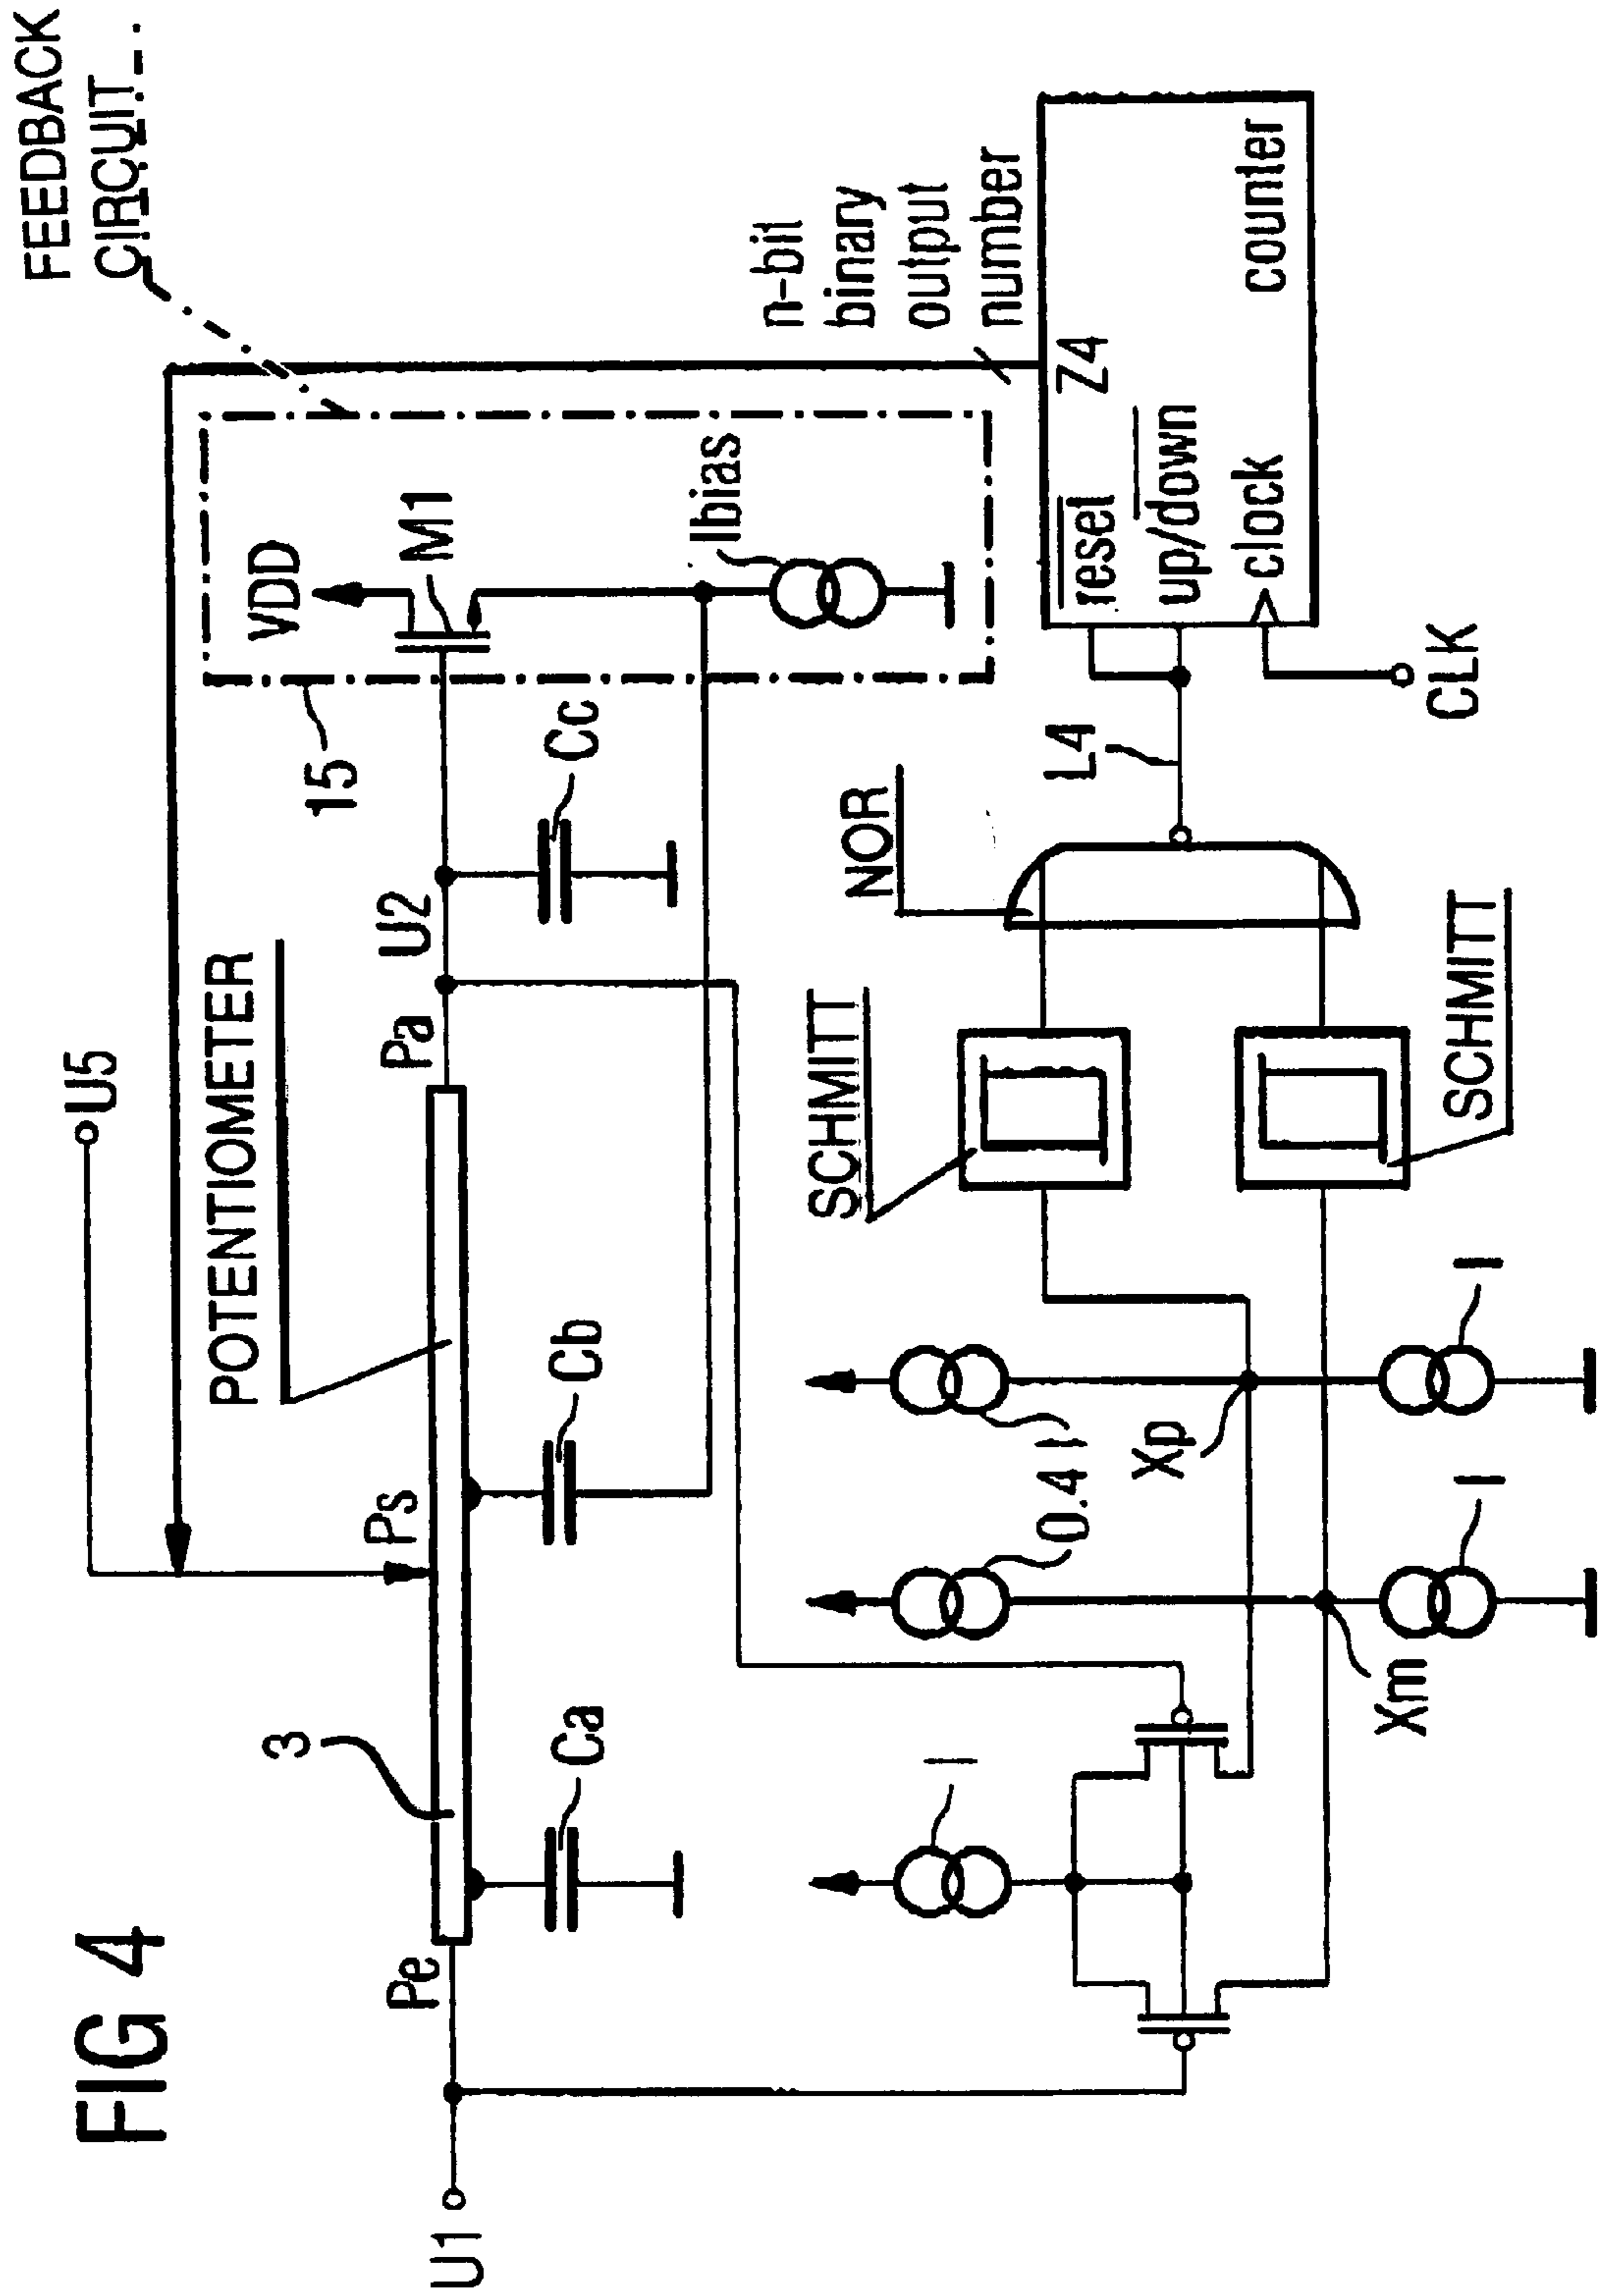 FIG 4
U5
FEEDBACK
CIRCUIT
POTENTIOMETER
3
15
VDD
M1
Pe
Ps
Pa
U2
U1
Ca
Cb
Cc
Ibias
n-bit
binary
output
number
Z4
reset
up/down
clock
counter
I
0.4 I
Xp
Xm
I
I
SCHMITT
SCHMITT
NOR
L4
CLK